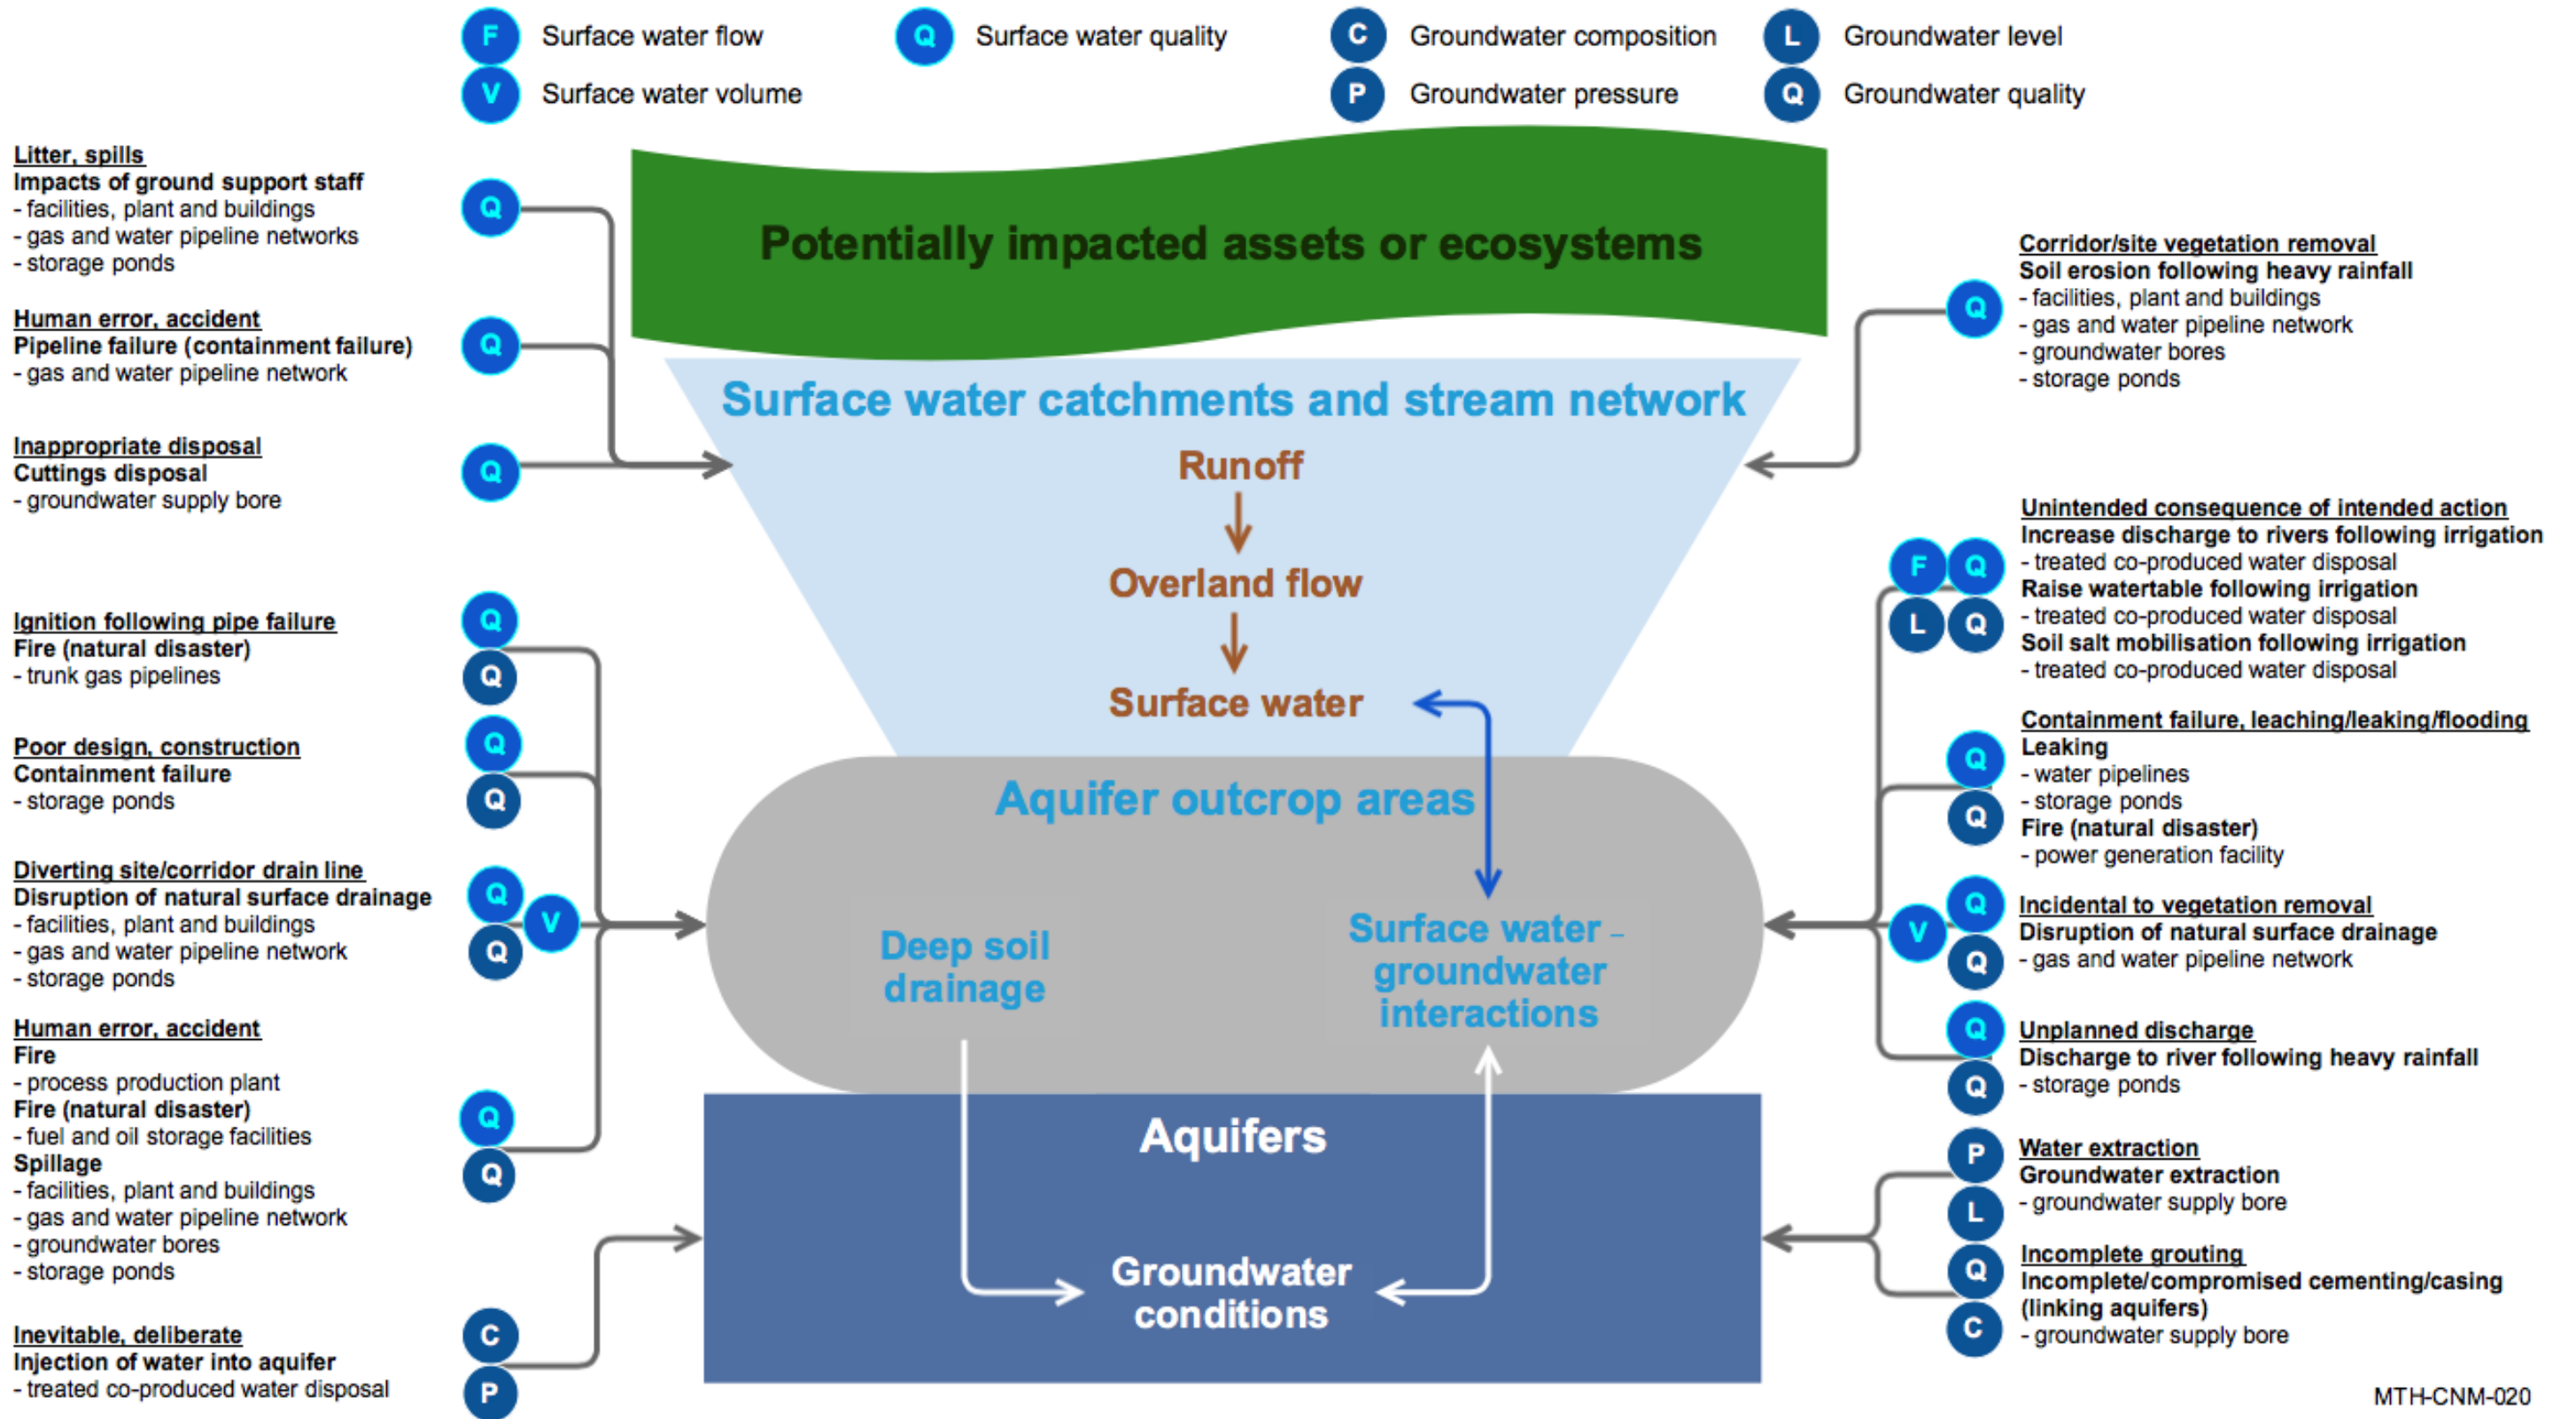 F Surface water flow
Q Surface water quality
C Groundwater composition
L Groundwater level
V Surface water volume
P Groundwater pressure
Q Groundwater quality
Litter, spills
Impacts of ground support staff
- facilities, plant and buildings
- gas and water pipeline networks
- storage ponds
Q
Human error, accident
Pipeline failure (containment failure)
- gas and water pipeline network
Q
Inappropriate disposal
Cuttings disposal
- groundwater supply bore
Q
Ignition following pipe failure
Fire (natural disaster)
- trunk gas pipelines
Q
Q
Poor design, construction
Containment failure
- storage ponds
Q
Q
Diverting site/corridor drain line
Disruption of natural surface drainage
- facilities, plant and buildings
- gas and water pipeline network
- storage ponds
Q
V
Q
Human error, accident
Fire
- process production plant
Fire (natural disaster)
- fuel and oil storage facilities
Spillage
- facilities, plant and buildings
- gas and water pipeline network
- groundwater bores
- storage ponds
Q
Q
Inevitable, deliberate
Injection of water into aquifer
- treated co-produced water disposal
C
P
Potentially impacted assets or ecosystems
Surface water catchments and stream network
Runoff
Overland flow
Surface water
Aquifer outcrop areas
Deep soil
drainage
Surface water –
groundwater
interactions
Aquifers
Groundwater
conditions
Q
Corridor/site vegetation removal
Soil erosion following heavy rainfall
- facilities, plant and buildings
- gas and water pipeline network
- groundwater bores
- storage ponds
F Q
L Q
Unintended consequence of intended action
Increase discharge to rivers following irrigation
- treated co-produced water disposal
Raise watertable following irrigation
- treated co-produced water disposal
Soil salt mobilisation following irrigation
- treated co-produced water disposal
Q
Q
Containment failure, leaching/leaking/flooding
Leaking
- water pipelines
- storage ponds
Fire (natural disaster)
- power generation facility
Q
V
Q
Incidental to vegetation removal
Disruption of natural surface drainage
- gas and water pipeline network
Q
Q
Unplanned discharge
Discharge to river following heavy rainfall
- storage ponds
P
L
Water extraction
Groundwater extraction
- groundwater supply bore
Q
C
Incomplete grouting
Incomplete/compromised cementing/casing
(linking aquifers)
- groundwater supply bore
MTH-CNM-020